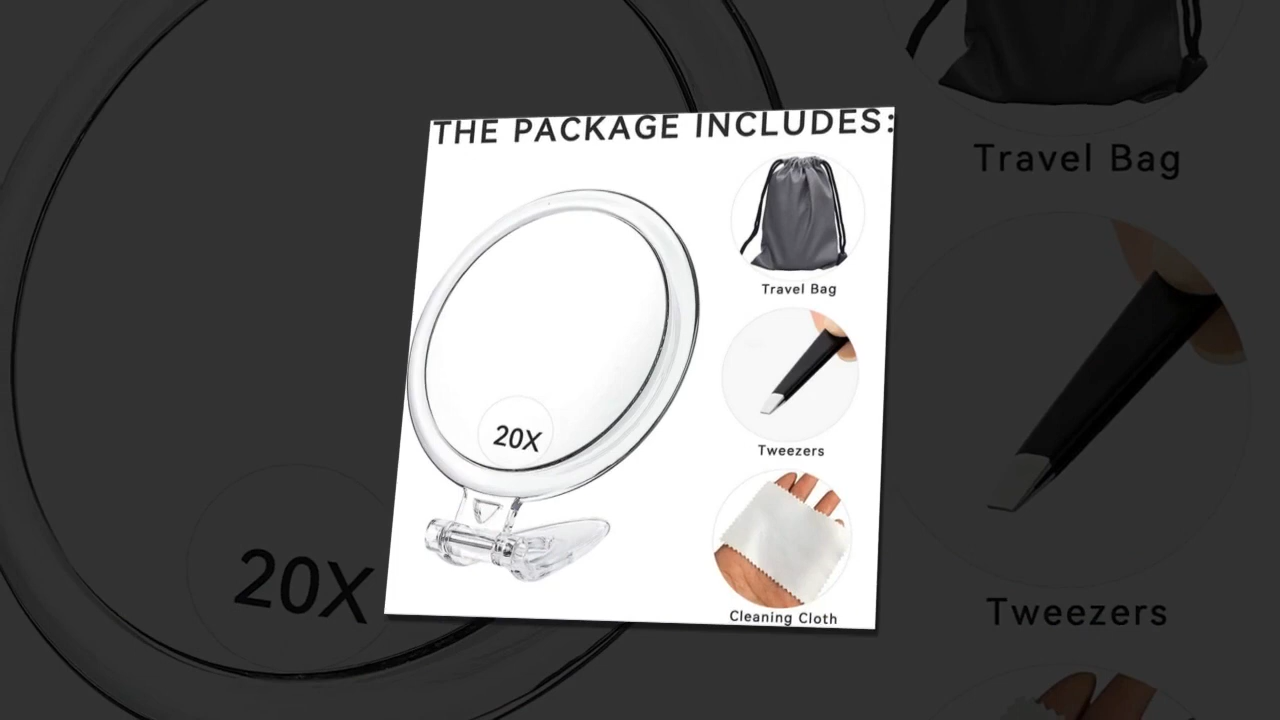 THE PACKAGE INCLUDES:
Travel Bag
20X
Tweezers
Cleaning Cloth
Travel Bag
20X
Tweezers